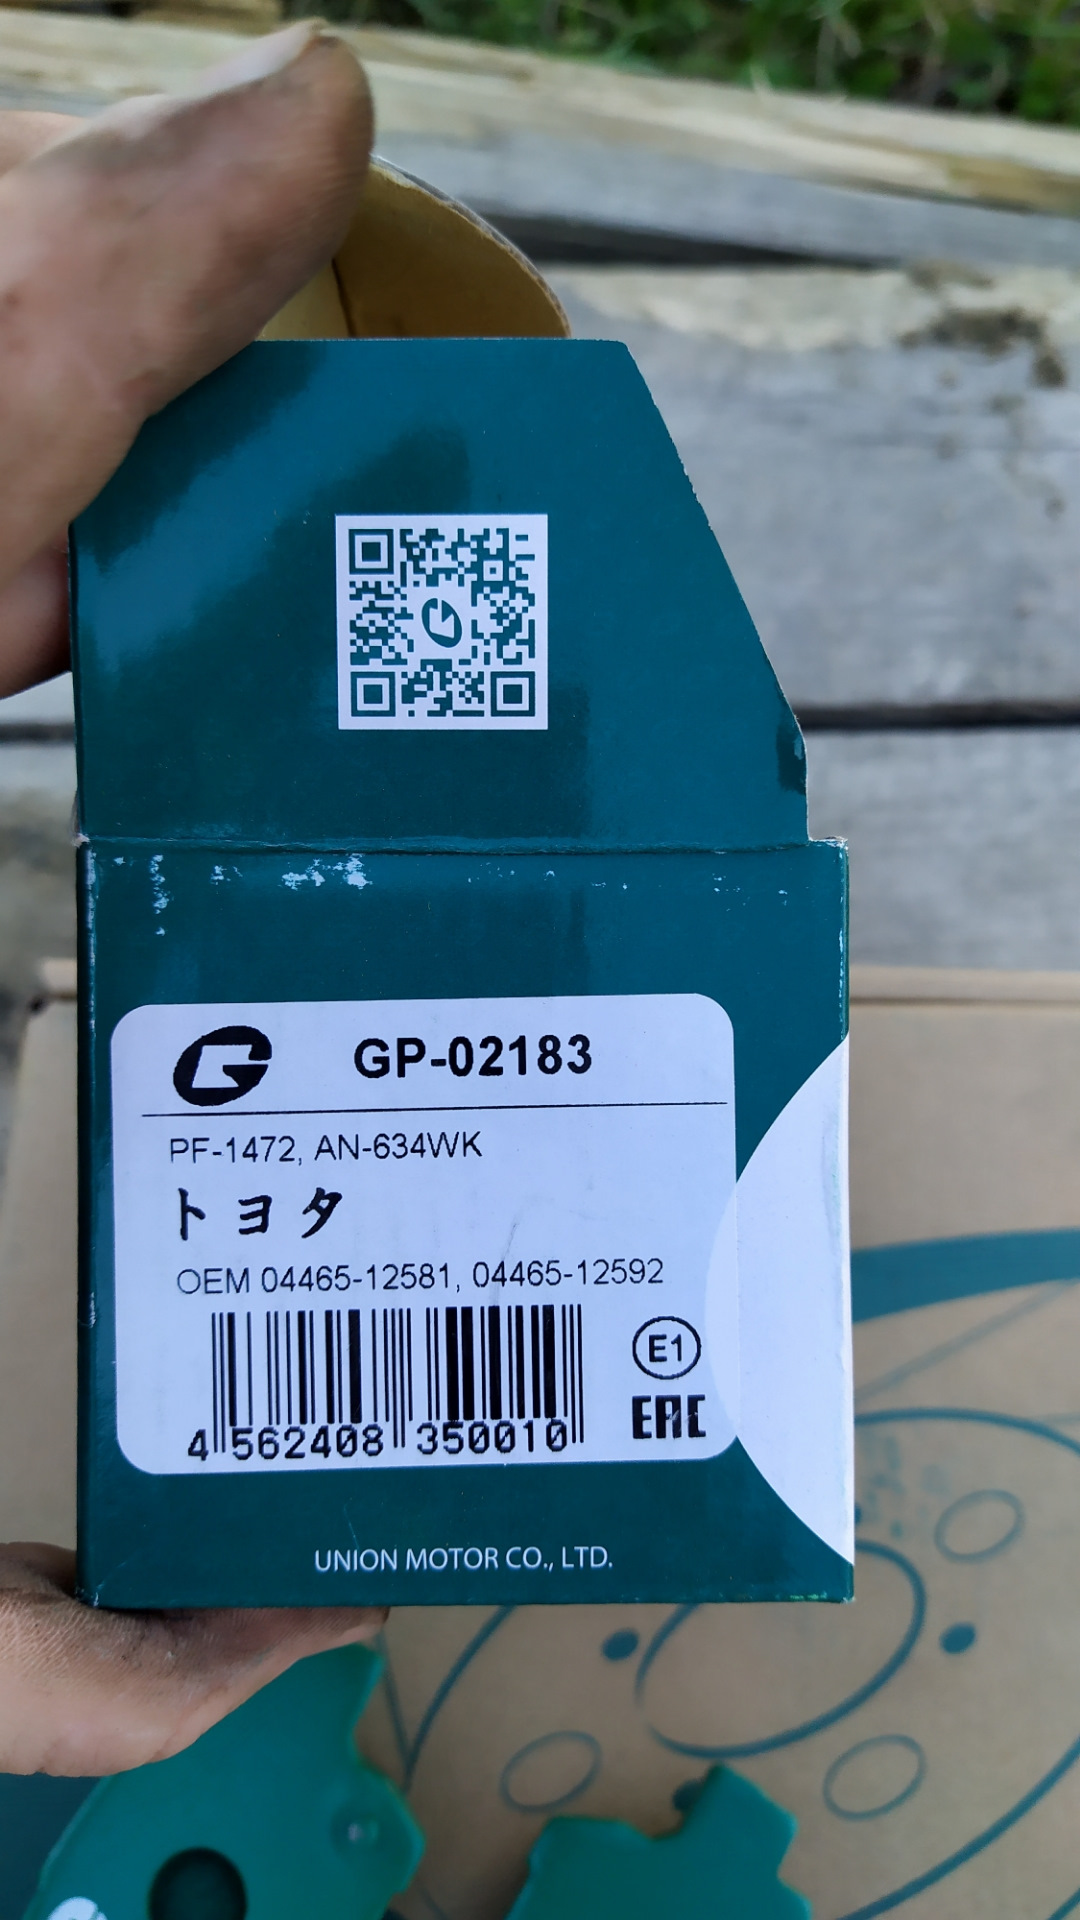 GP-02183
PF-1472, AN-634WK
トヨタ
OEM 04465-12581, 04465-12592
E1
EAC
4 562408 350010
UNION MOTOR CO., LTD.